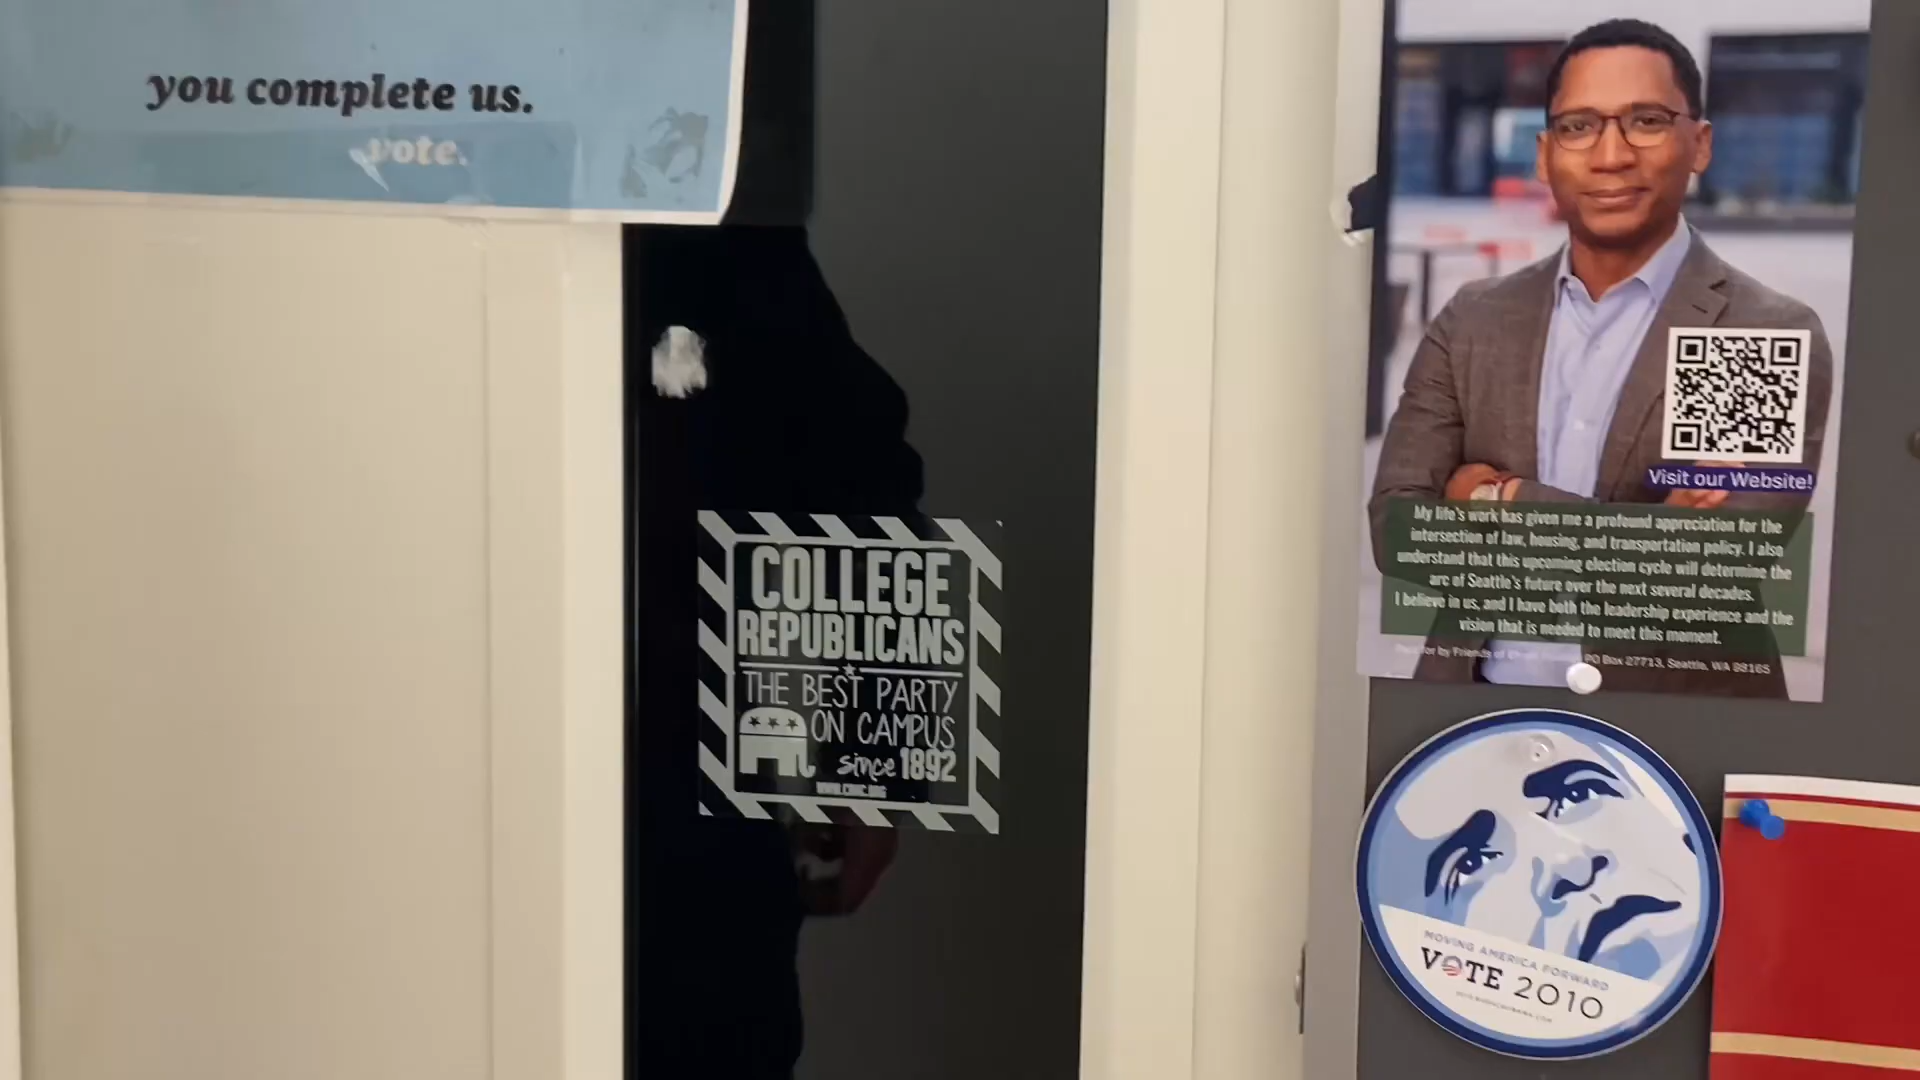 you complete us.
vote.
COLLEGE
REPUBLICANS
THE BEST PARTY
ON CAMPUS
since 1892
Visit our Website!
My life's work has given me a profound appreciation for the
intersection of law, housing, and transportation policy. I also
understand that this upcoming election cycle will determine the
arc of Seattle's future over the next several decades.
I believe in us, and I have both the leadership experience and the
vision that is needed to meet this moment.
for by Friends of PO Box 27713, Seattle, WA 98165
MOVING AMERICA FORWARD
VOTE 2010